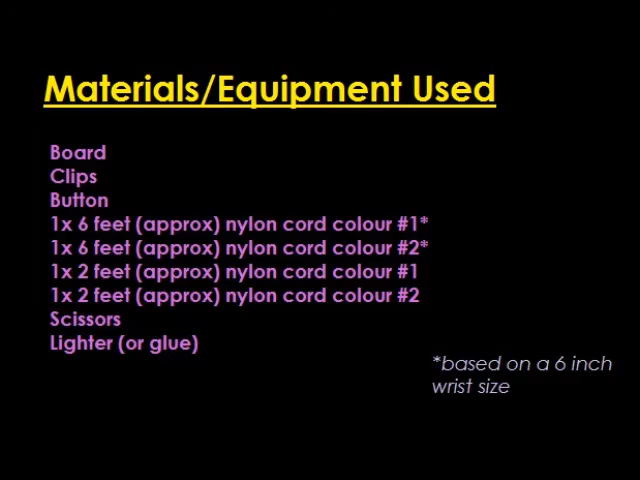 Materials/Equipment Used
Board
Clips
Button
1x 6 feet (approx) nylon cord colour #1*
1x 6 feet (approx) nylon cord colour #2*
1x 2 feet (approx) nylon cord colour #1
1x 2 feet (approx) nylon cord colour #2
Scissors
Lighter (or glue)
*based on a 6 inch
wrist size